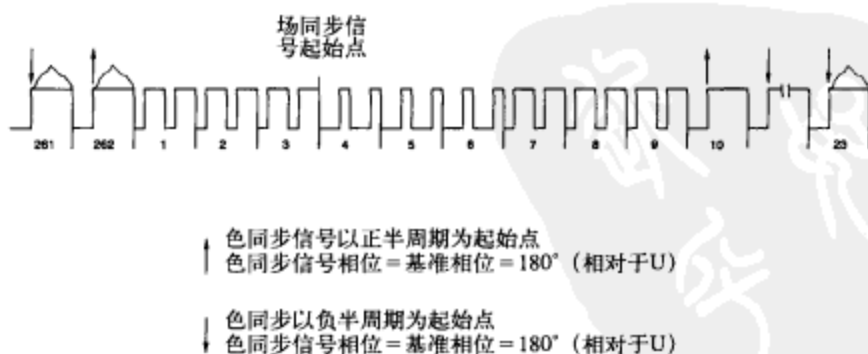 场同步信
号起始点
261 262 1 2 3 4 5 6 7 8 9 10 23
色同步信号以正半周期为起始点
色同步信号相位=基准相位=180°（相对于U）
色同步以负半周期为起始点
色同步信号相位=基准相位=180°（相对于U）